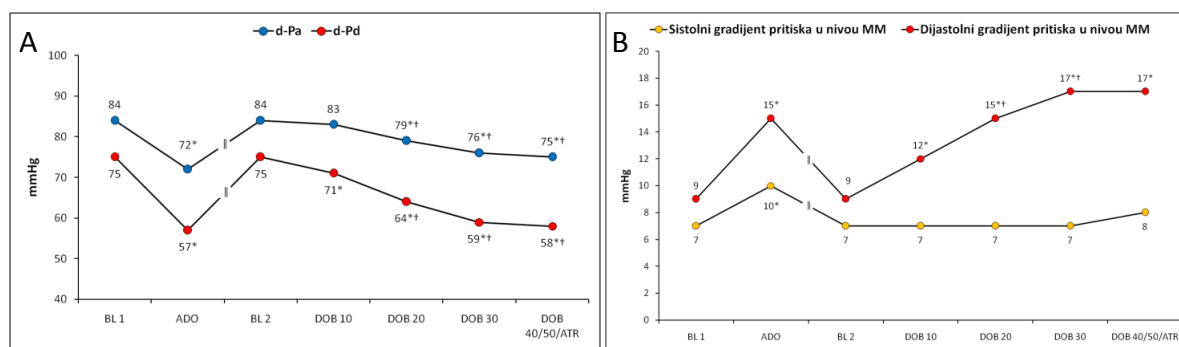 A
d-Pa d-Pd
mmHg
100
90
80
70
60
50
40
84 72* 84 83 79*† 76*† 75*†
75 57* 75 71* 64*† 59*† 58*†
BL 1 ADO BL 2 DOB 10 DOB 20 DOB 30 DOB
40/50/ATR
B
Sistolni gradijent pritiska u nivou MM Dijastolni gradijent pritiska u nivou MM
mmHg
20
18
16
14
12
10
8
6
4
2
0
9 15* 9 12* 15*† 17*† 17*
7 10* 7 7 7 7 8
BL 1 ADO BL 2 DOB 10 DOB 20 DOB 30 DOB 40/50/ATR